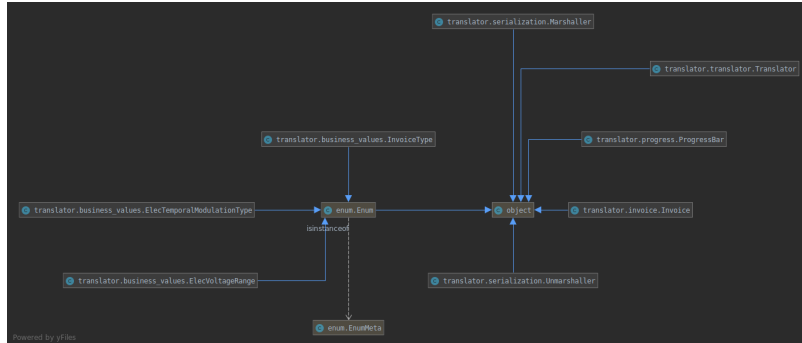 translator.serialization.Marshaller
translator.translator.Translator
translator.business_values.InvoiceType
translator.progress.ProgressBar
translator.business_values.ElecTemporalModulationType
enum.Enum
object
translator.invoice.Invoice
isinstanceof
translator.business_values.ElecVoltageRange
translator.serialization.Unmarshaller
enum.EnumMeta
Powered by yFiles